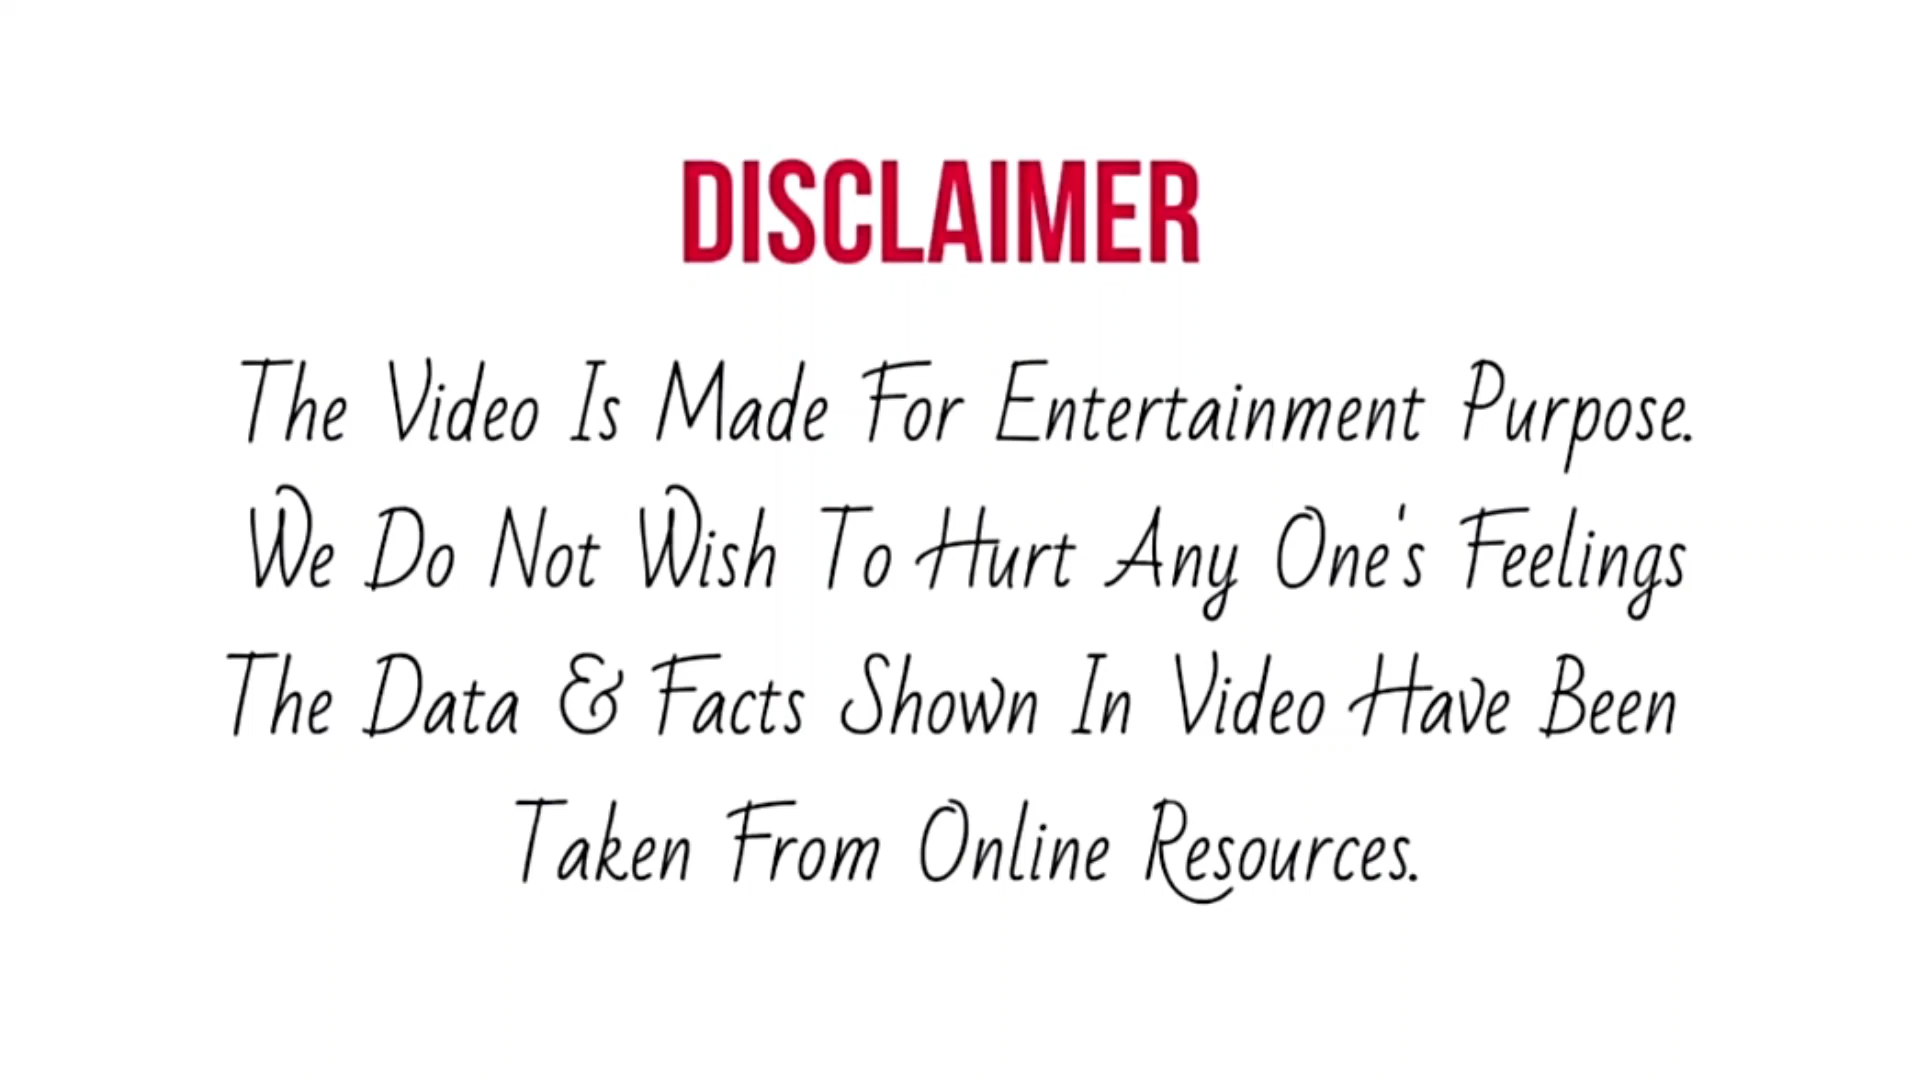 DISCLAIMER
The Video Is Made For Entertainment Purpose.
We Do Not Wish To Hurt Any One's Feelings
The Data & Facts Shown In Video Have Been
Taken From Online Resources.